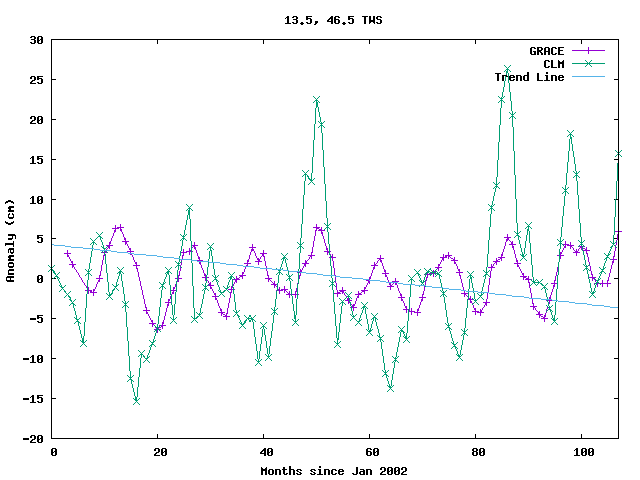 13.5, 46.5 TWS
GRACE
CLM
Trend Line
30
25
20
15
10
5
0
-5
-10
-15
-20
Anomaly (cm)
0 20 40 60 80 100
Months since Jan 2002